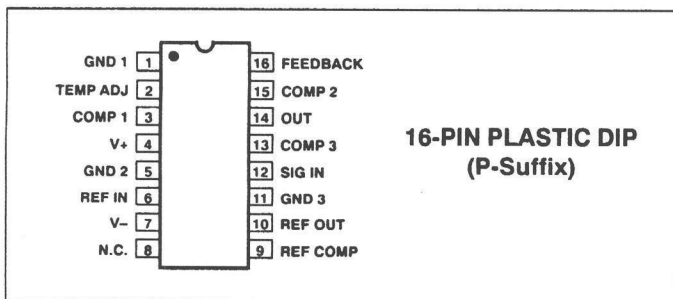 GND 1 1 16 FEEDBACK
TEMP ADJ 2 15 COMP 2
COMP 1 3 14 OUT
V+ 4 13 COMP 3
GND 2 5 12 SIG IN
REF IN 6 11 GND 3
V– 7 10 REF OUT
N.C. 8 9 REF COMP
16-PIN PLASTIC DIP
(P-Suffix)